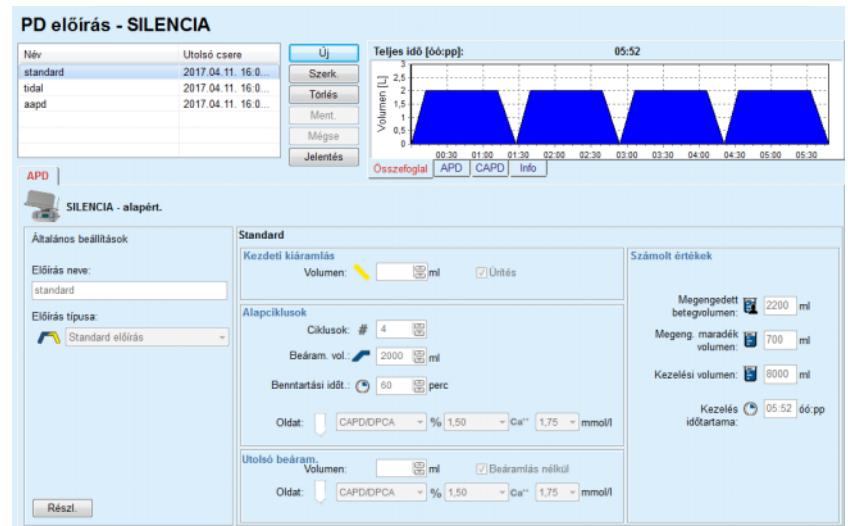 PD előírás - SILENCIA
Név Utolsó csere
standard 2017.04.11. 16:0...
tidal 2017.04.11. 16:0...
aapd 2017.04.11. 16:0...
Új
Szerk.
Törlés
Ment.
Mégse
Jelentés
Teljes idő [óó:pp]: 05:52
Volumen [L]
3
2,5
2
1,5
1
0,5
0
00:30 01:00 01:30 02:00 02:30 03:00 03:30 04:00 04:30 05:00 05:30
Összefoglal APD CAPD Info
APD
SILENCIA - alapért.
Általános beállítások
Előírás neve:
standard
Előírás típusa:
Standard előírás
Részl.
Standard
Kezdeti kiáramlás
Volumen: ml Ürítés
Alapciklusok
Ciklusok: # 4
Beáram. vol.: 2000 ml
Benntartási időt.: 60 perc
Oldat: CAPD/DPCA % 1,50 Ca++ 1,75 mmol/l
Utolsó beáram.
Volumen: ml Beáramlás nélkül
Oldat: CAPD/DPCA % 1,50 Ca++ 1,75 mmol/l
Számolt értékek
Megengedett
betegvolumen: 2200 ml
Megeng. maradék
volumen: 700 ml
Kezelési volumen: 8000 ml
Kezelés
időtartama: 05:52 óó:pp